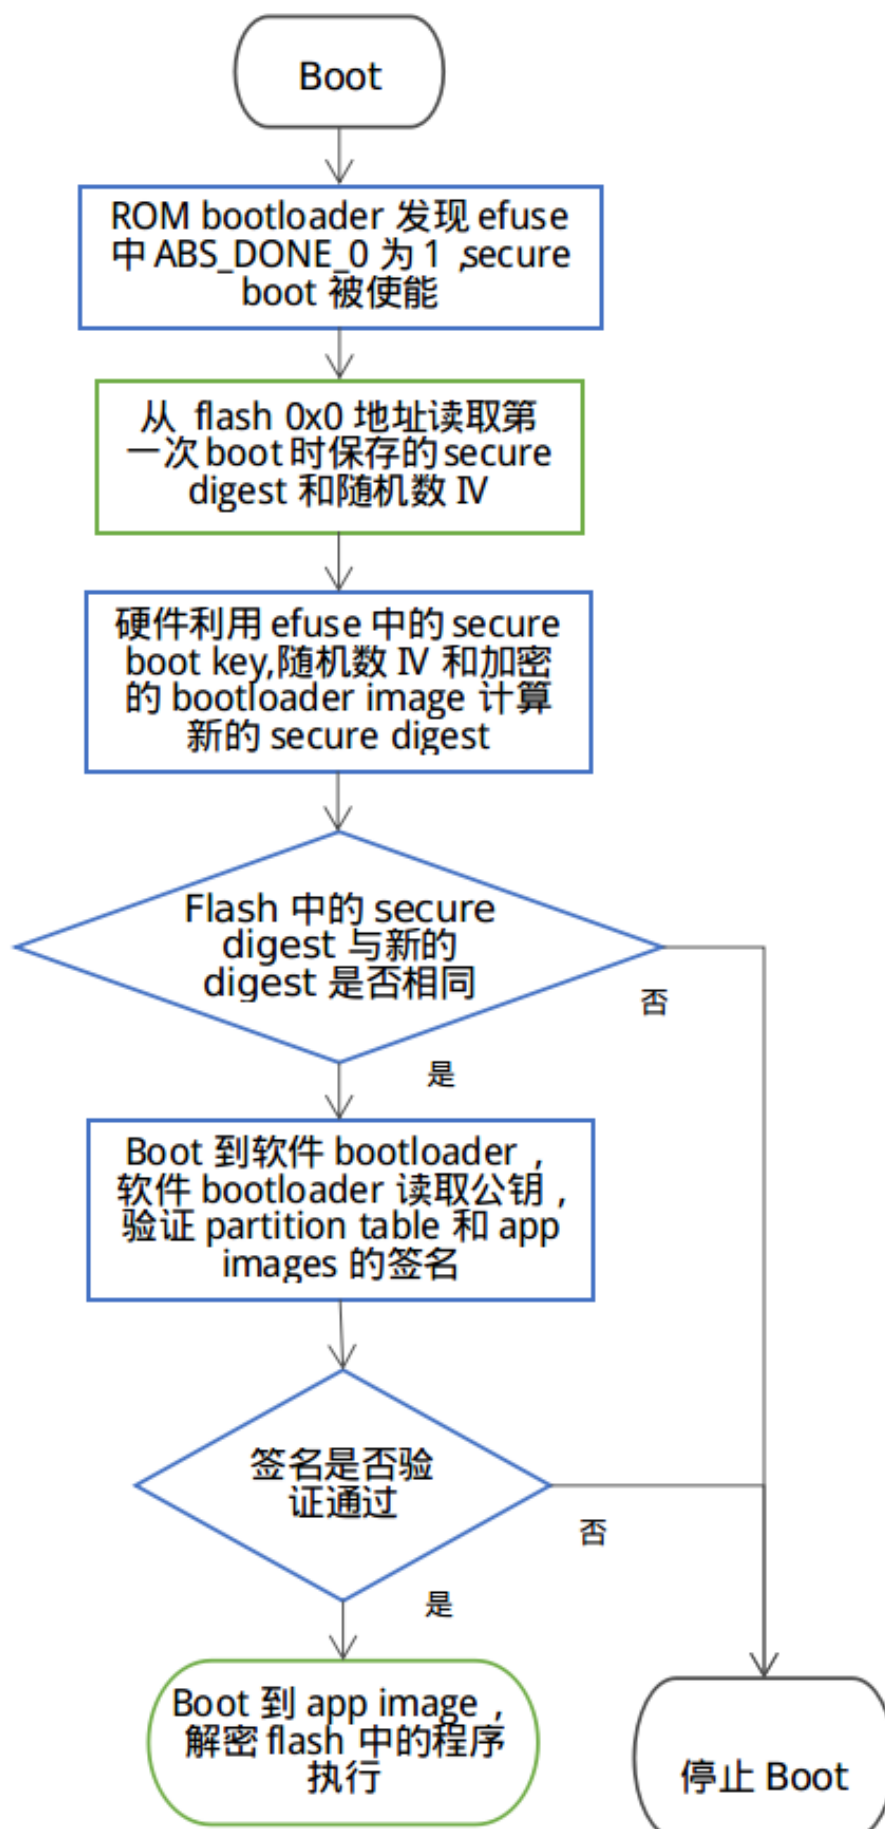 Boot
ROM bootloader 发现 efuse
中 ABS_DONE_0 为 1 ,secure
boot 被使能
从 flash 0x0 地址读取第
一次 boot 时保存的 secure
digest 和随机数 IV
硬件利用 efuse 中的 secure
boot key,随机数 IV 和加密
的 bootloader image 计算
新的 secure digest
Flash 中的 secure
digest 与新的
digest 是否相同
否
是
Boot 到软件 bootloader ,
软件 bootloader 读取公钥 ,
验证 partition table 和 app
images 的签名
签名是否验
证通过
否
是
Boot 到 app image ,
解密 flash 中的程序
执行
停止 Boot